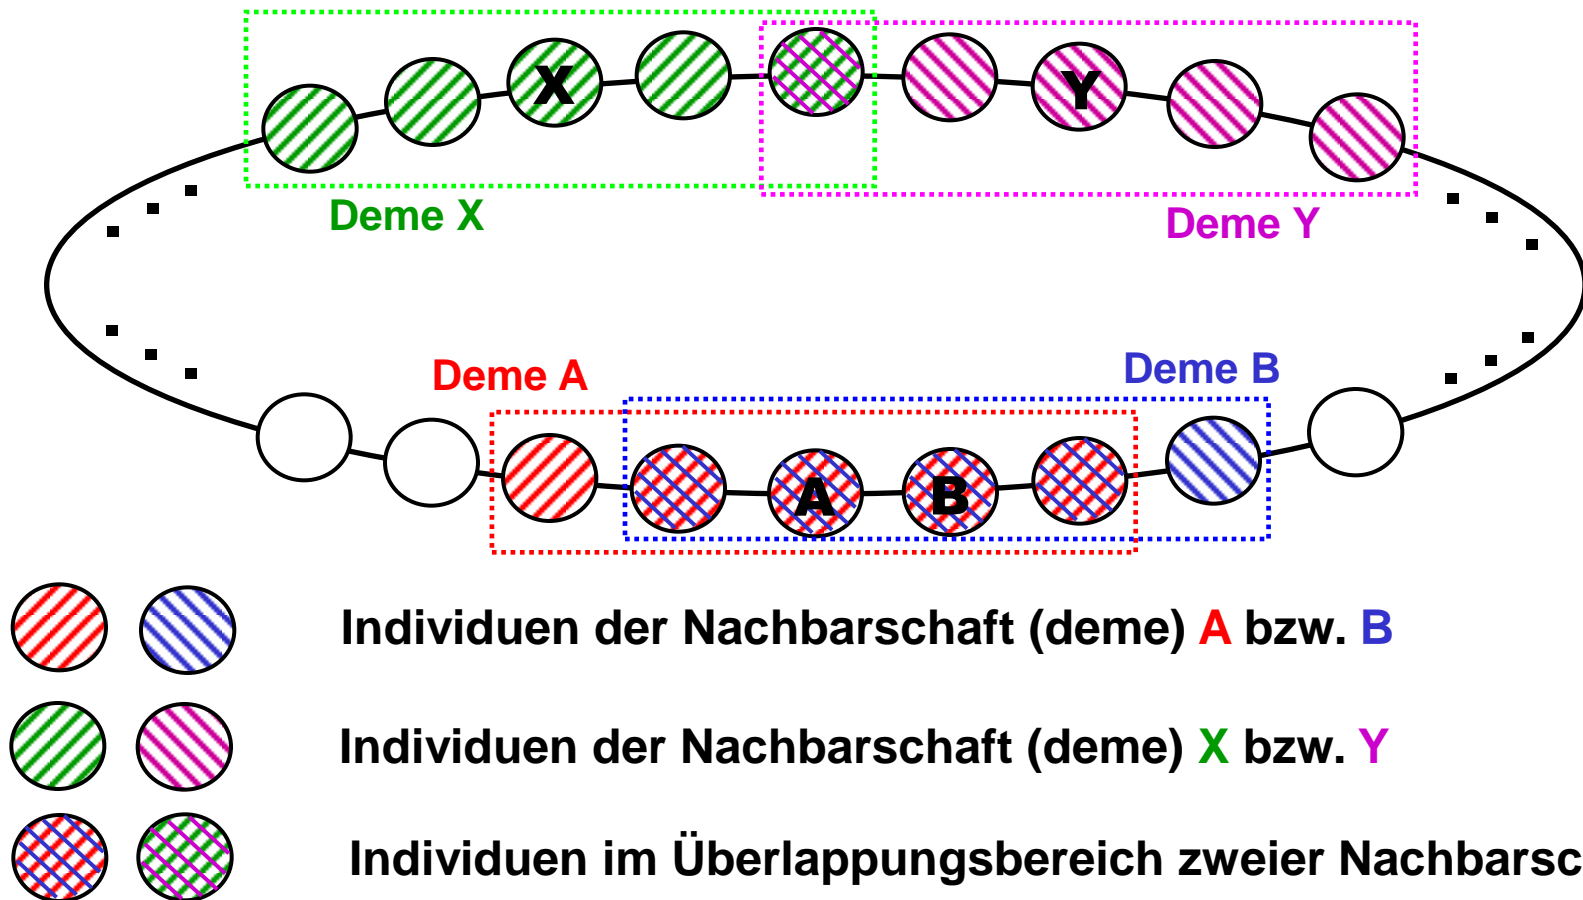 X
Y
Deme X
Deme Y
Deme A
Deme B
A
B
Individuen der Nachbarschaft (deme) A bzw. B
Individuen der Nachbarschaft (deme) X bzw. Y
Individuen im Überlappungsbereich zweier Nachbarsc